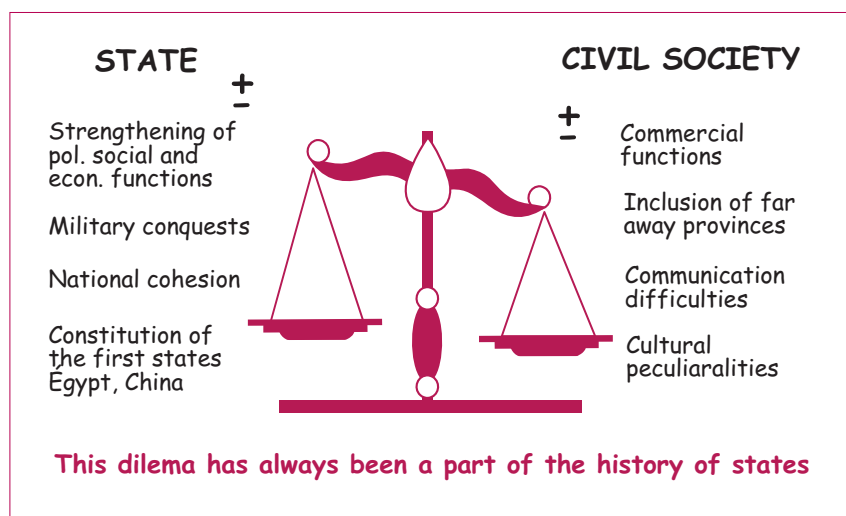 STATE
+
−
Strengthening of
pol. social and
econ. functions
Military conquests
National cohesion
Constitution of
the first states
Égypt, China
CIVIL SOCIETY
+
−
Commercial
functions
Inclusion of far
away provinces
Communication
difficulties
Cultural
peculiaralities
This dilema has always been a part of the history of states